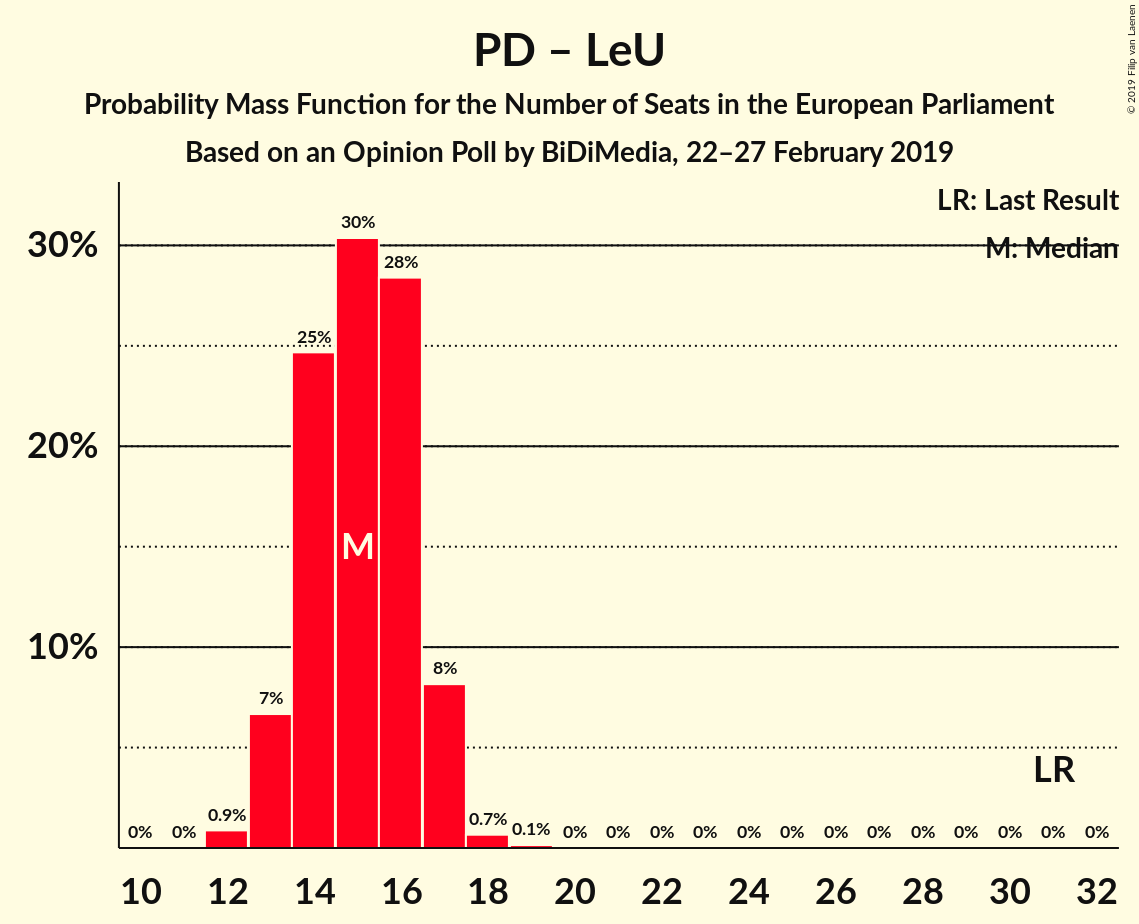 PD – LeU
Probability Mass Function for the Number of Seats in the European Parliament
Based on an Opinion Poll by BiDiMedia, 22–27 February 2019
© 2019 Filip van Laenen
LR: Last Result
M: Median
30%
20%
10%
0% 0% 0.9% 7% 25% 30% 28% 8% 0.7% 0.1% 0% 0% 0% 0% 0% 0% 0% 0% 0% 0% 0% 0% 0%
M
LR
10 12 14 16 18 20 22 24 26 28 30 32